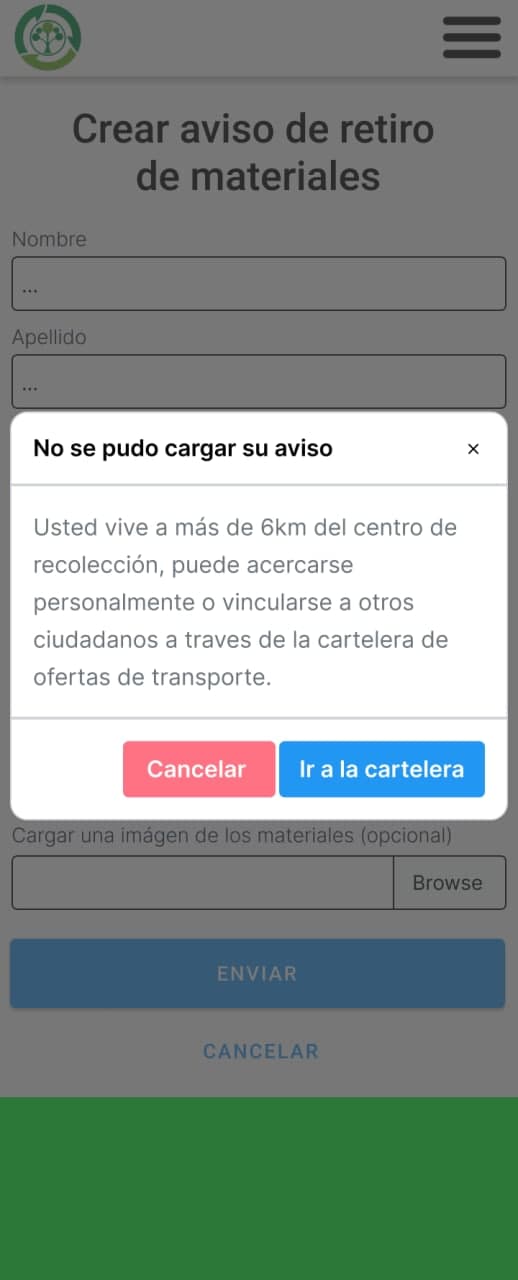 Crear aviso de retiro
de materiales
Nombre
...
Apellido
...
No se pudo cargar su aviso ×
Usted vive a más de 6km del centro de
recolección, puede acercarse
personalmente o vincularse a otros
ciudadanos a traves de la cartelera de
ofertas de transporte.
Cancelar Ir a la cartelera
Cargar una imágen de los materiales (opcional)
Browse
ENVIAR
CANCELAR